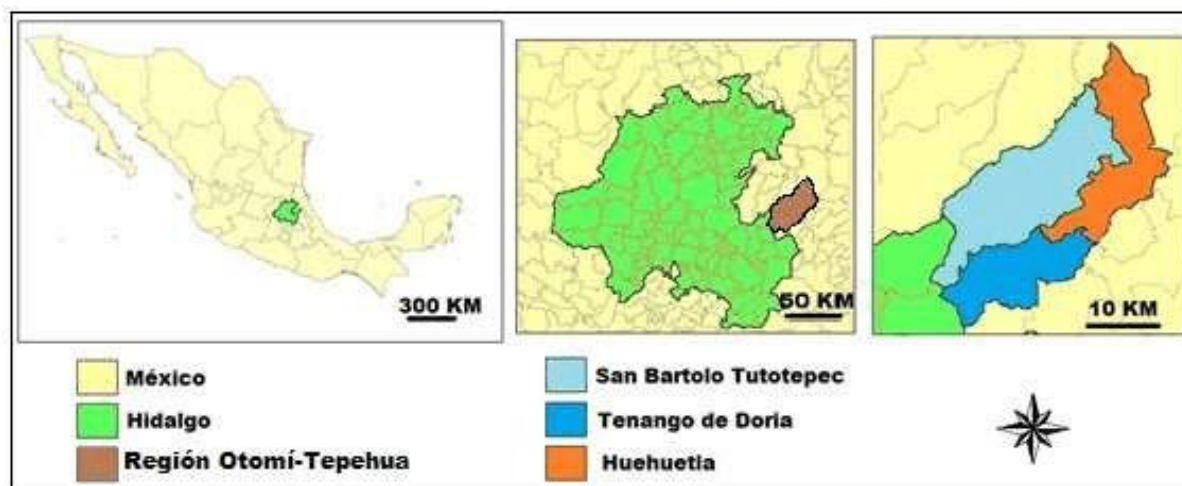 300 KM
50 KM
10 KM
México
Hidalgo
Región Otomí-Tepehua
San Bartolo Tutotepec
Tenango de Doria
Huehuetla